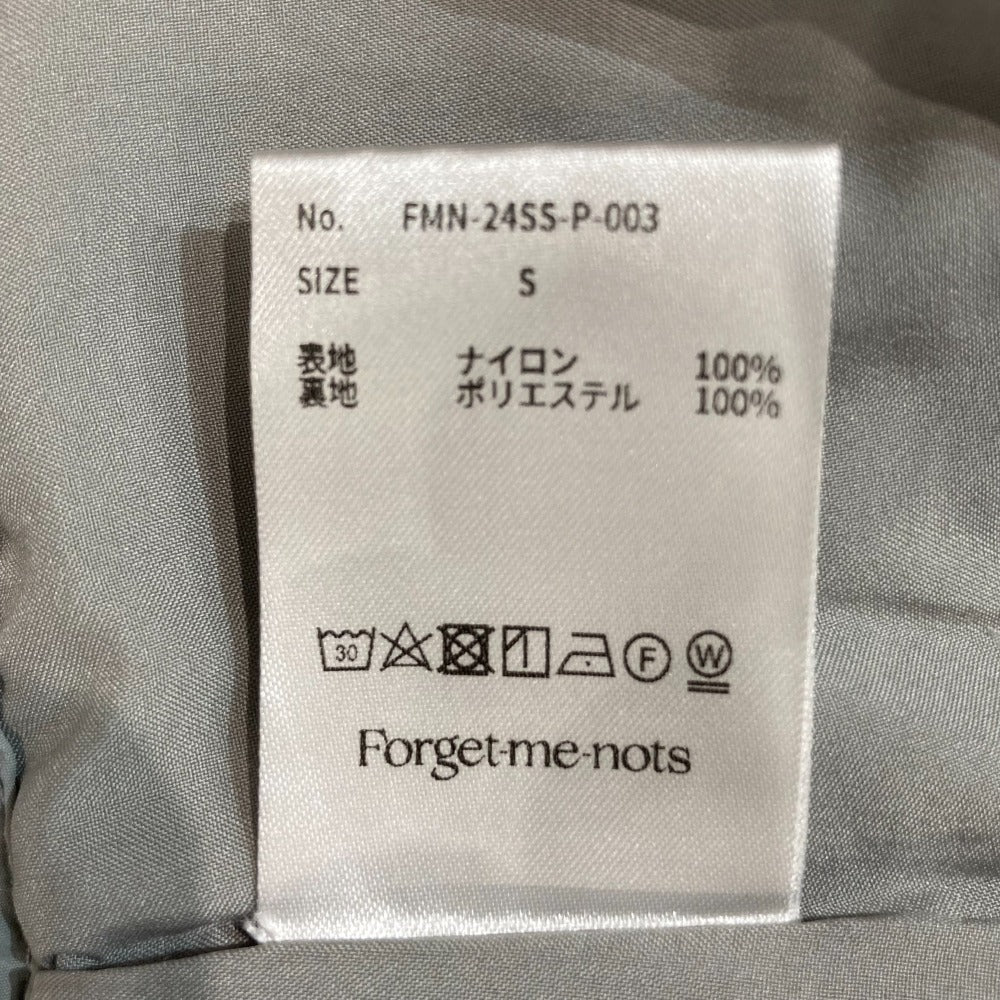 No. FMN-24SS-P-003
SIZE S
表地 ナイロン 100%
裏地 ポリエステル 100%
30 F W
Forget-me-nots